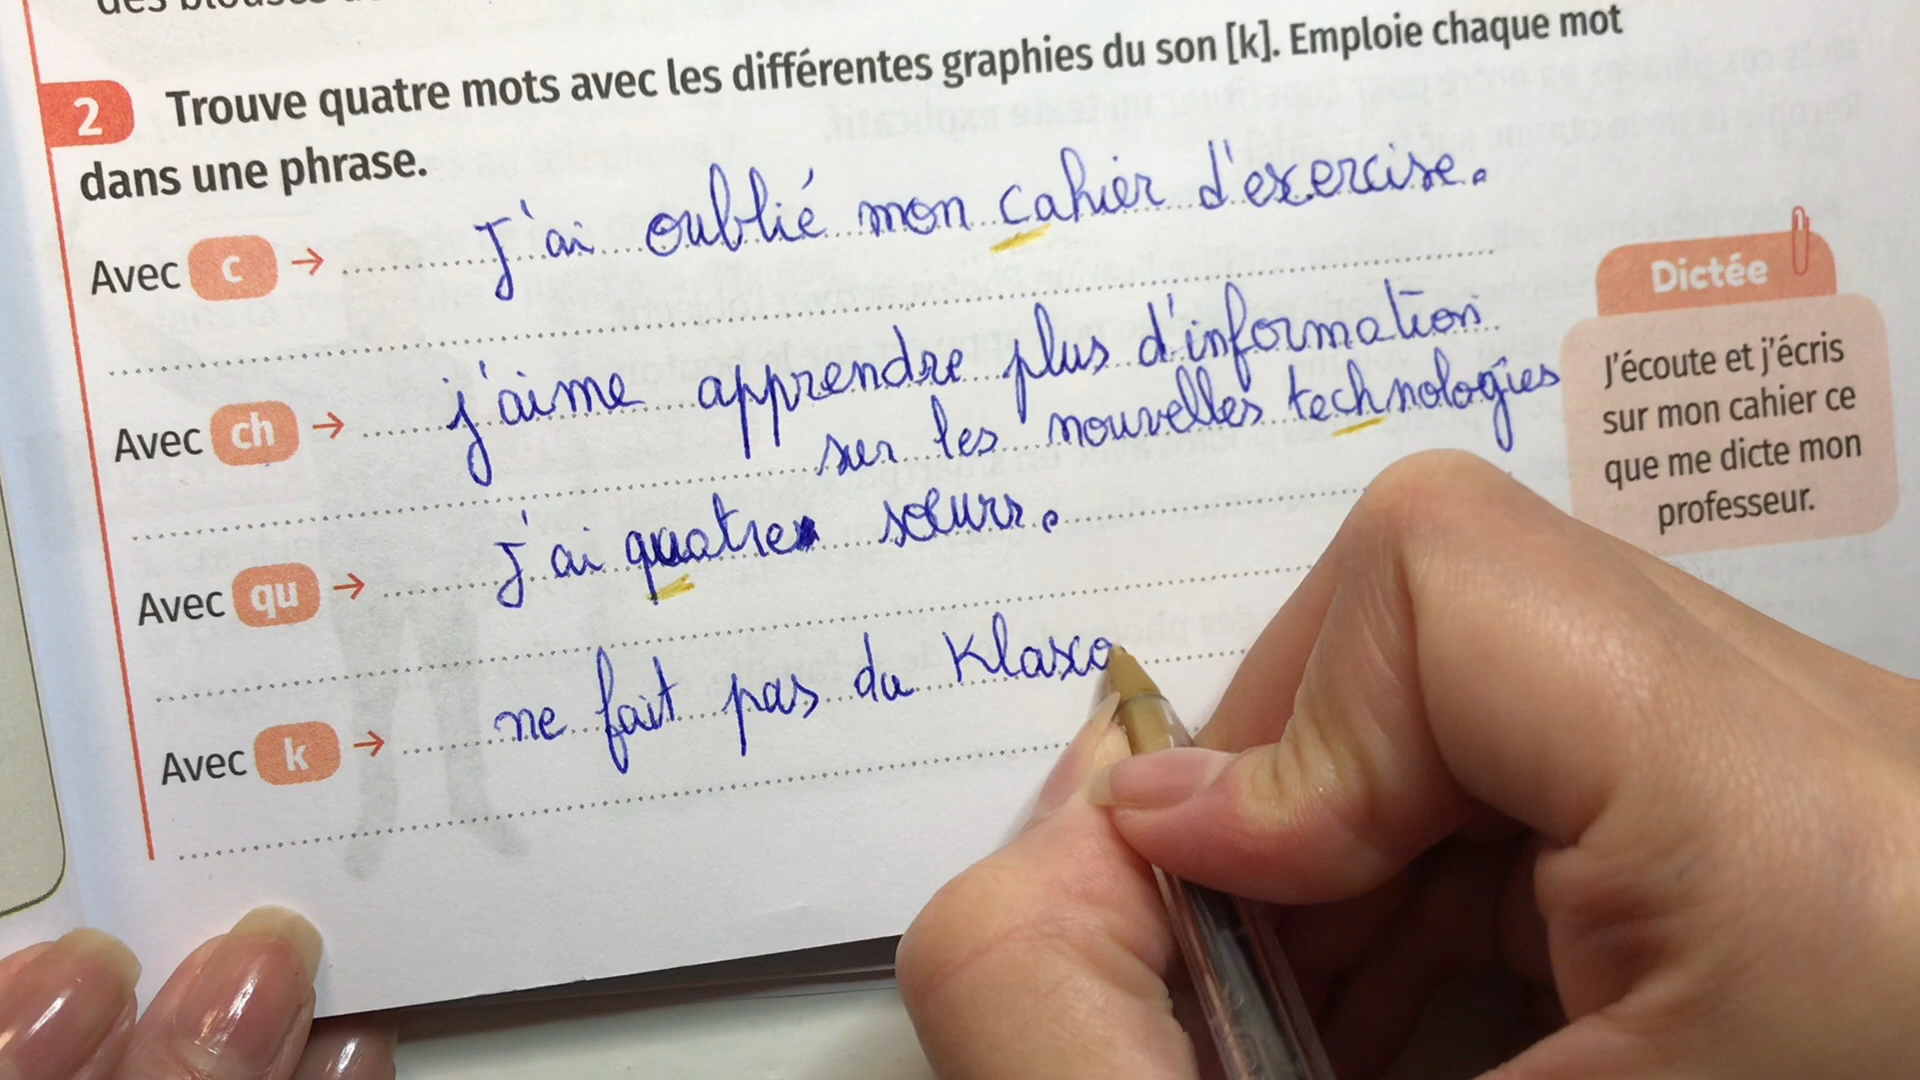 2 Trouve quatre mots avec les différentes graphies du son [k]. Emploie chaque mot
dans une phrase.
Avec c → J'ai oublié mon cahier d'exercise.
Avec ch → j'aime apprendre plus d'information
sur les nouvelles technologies
Avec qu → J'ai quatre sœurs.
Avec k → ne fait pas du Klaxo
Dictée
J'écoute et j'écris
sur mon cahier ce
que me dicte mon
professeur.